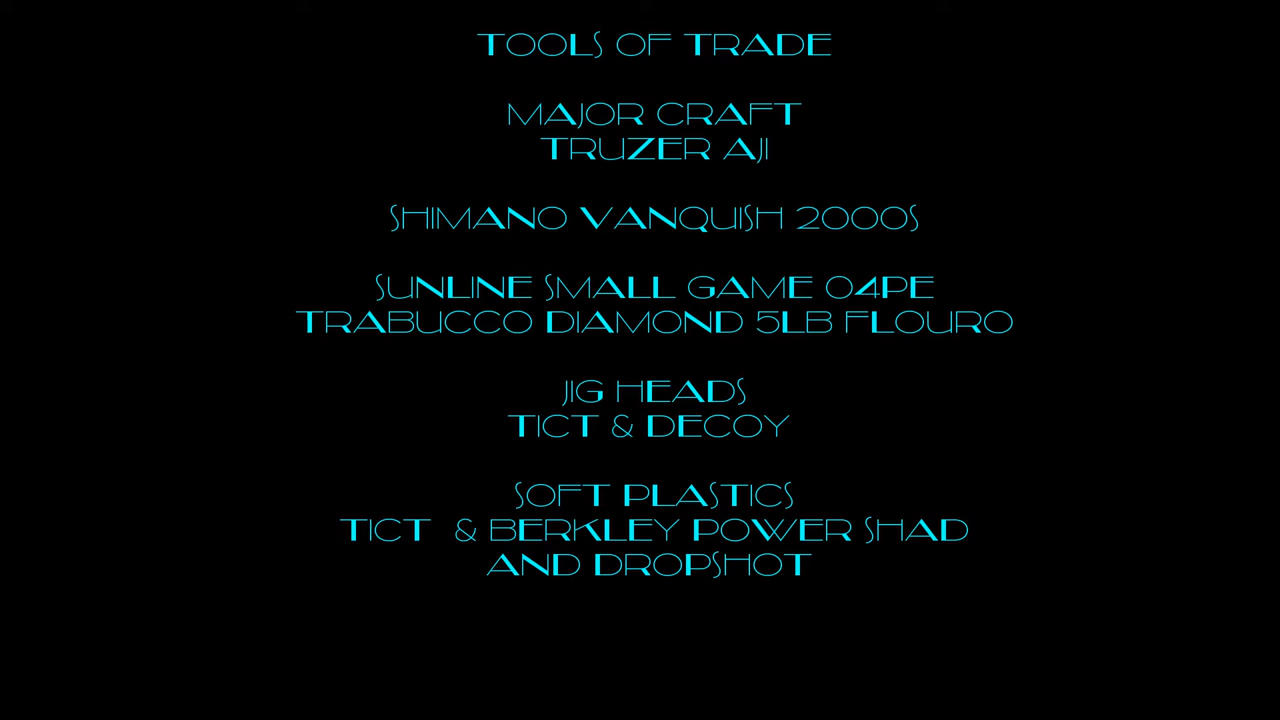 TOOLS OF TRADE
MAJOR CRAFT
TRUZER AJI
SHIMANO VANQUISH 2000S
SUNLINE SMALL GAME 04PE
TRABUCCO DIAMOND 5LB FLOURO
JIG HEADS
TICT & DECOY
SOFT PLASTICS
TICT & BERKLEY POWER SHAD
AND DROPSHOT